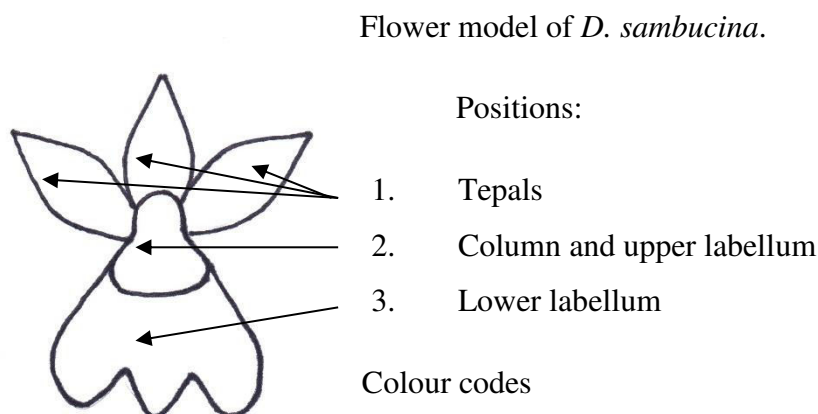 Flower model of D. sambucina.
Positions:
1. Tepals
2. Column and upper labellum
3. Lower labellum
Colour codes